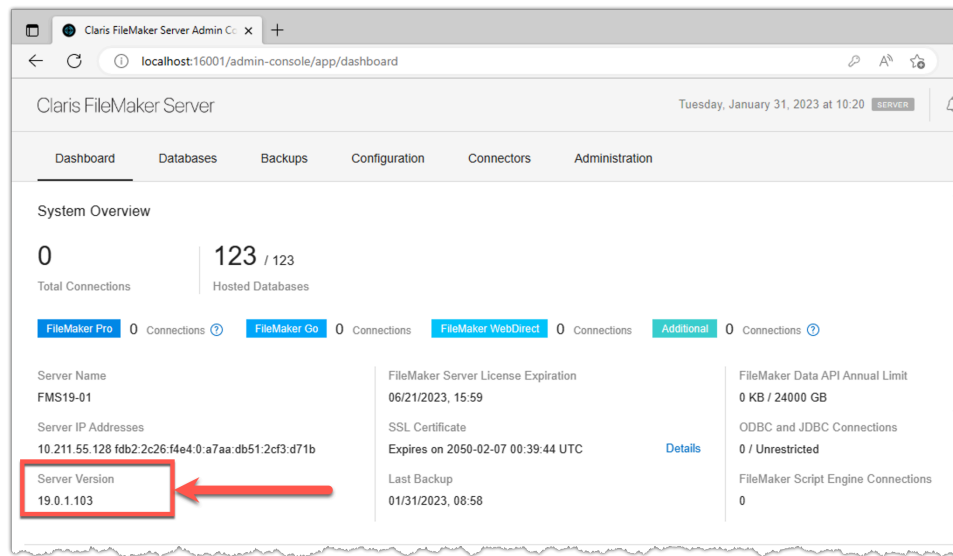 Claris FileMaker Server Admin Co
localhost:16001/admin-console/app/dashboard
Claris FileMaker Server
Tuesday, January 31, 2023 at 10:20 SERVER
Dashboard Databases Backups Configuration Connectors Administration
System Overview
0 123 / 123
Total Connections Hosted Databases
FileMaker Pro 0 Connections ? FileMaker Go 0 Connections FileMaker WebDirect 0 Connections Additional 0 Connections ?
Server Name FileMaker Server License Expiration FileMaker Data API Annual Limit
FMS19-01 06/21/2023, 15:59 0 KB / 24000 GB
Server IP Addresses SSL Certificate ODBC and JDBC Connections
10.211.55.128 fdb2:2c26:f4e4:0:a7aa:db51:2cf3:d71b Expires on 2050-02-07 00:39:44 UTC Details 0 / Unrestricted
Server Version Last Backup FileMaker Script Engine Connections
19.0.1.103 01/31/2023, 08:58 0